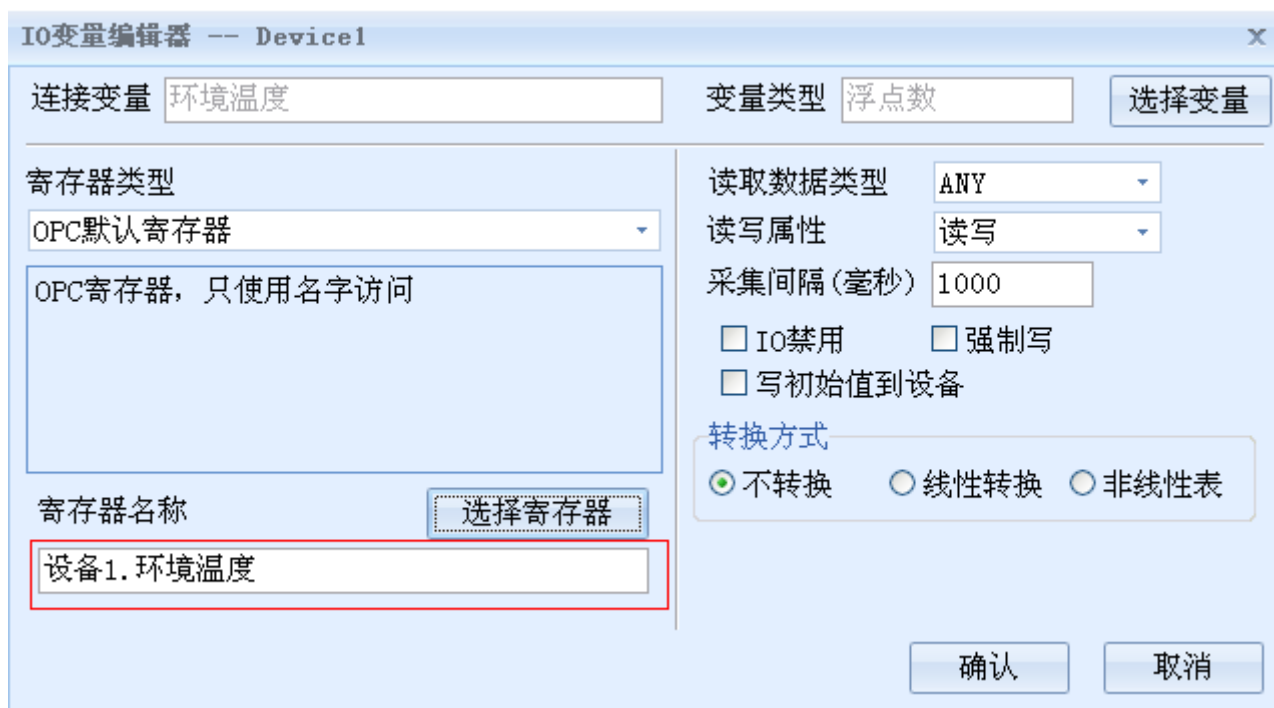 IO变量编辑器 -- Device1
连接变量 环境温度 变量类型 浮点数 选择变量
寄存器类型
OPC默认寄存器
OPC寄存器，只使用名字访问
寄存器名称 选择寄存器
设备1.环境温度
读取数据类型 ANY
读写属性 读写
采集间隔(毫秒) 1000
IO禁用 强制写
写初始值到设备
转换方式
不转换 线性转换 非线性表
确认 取消